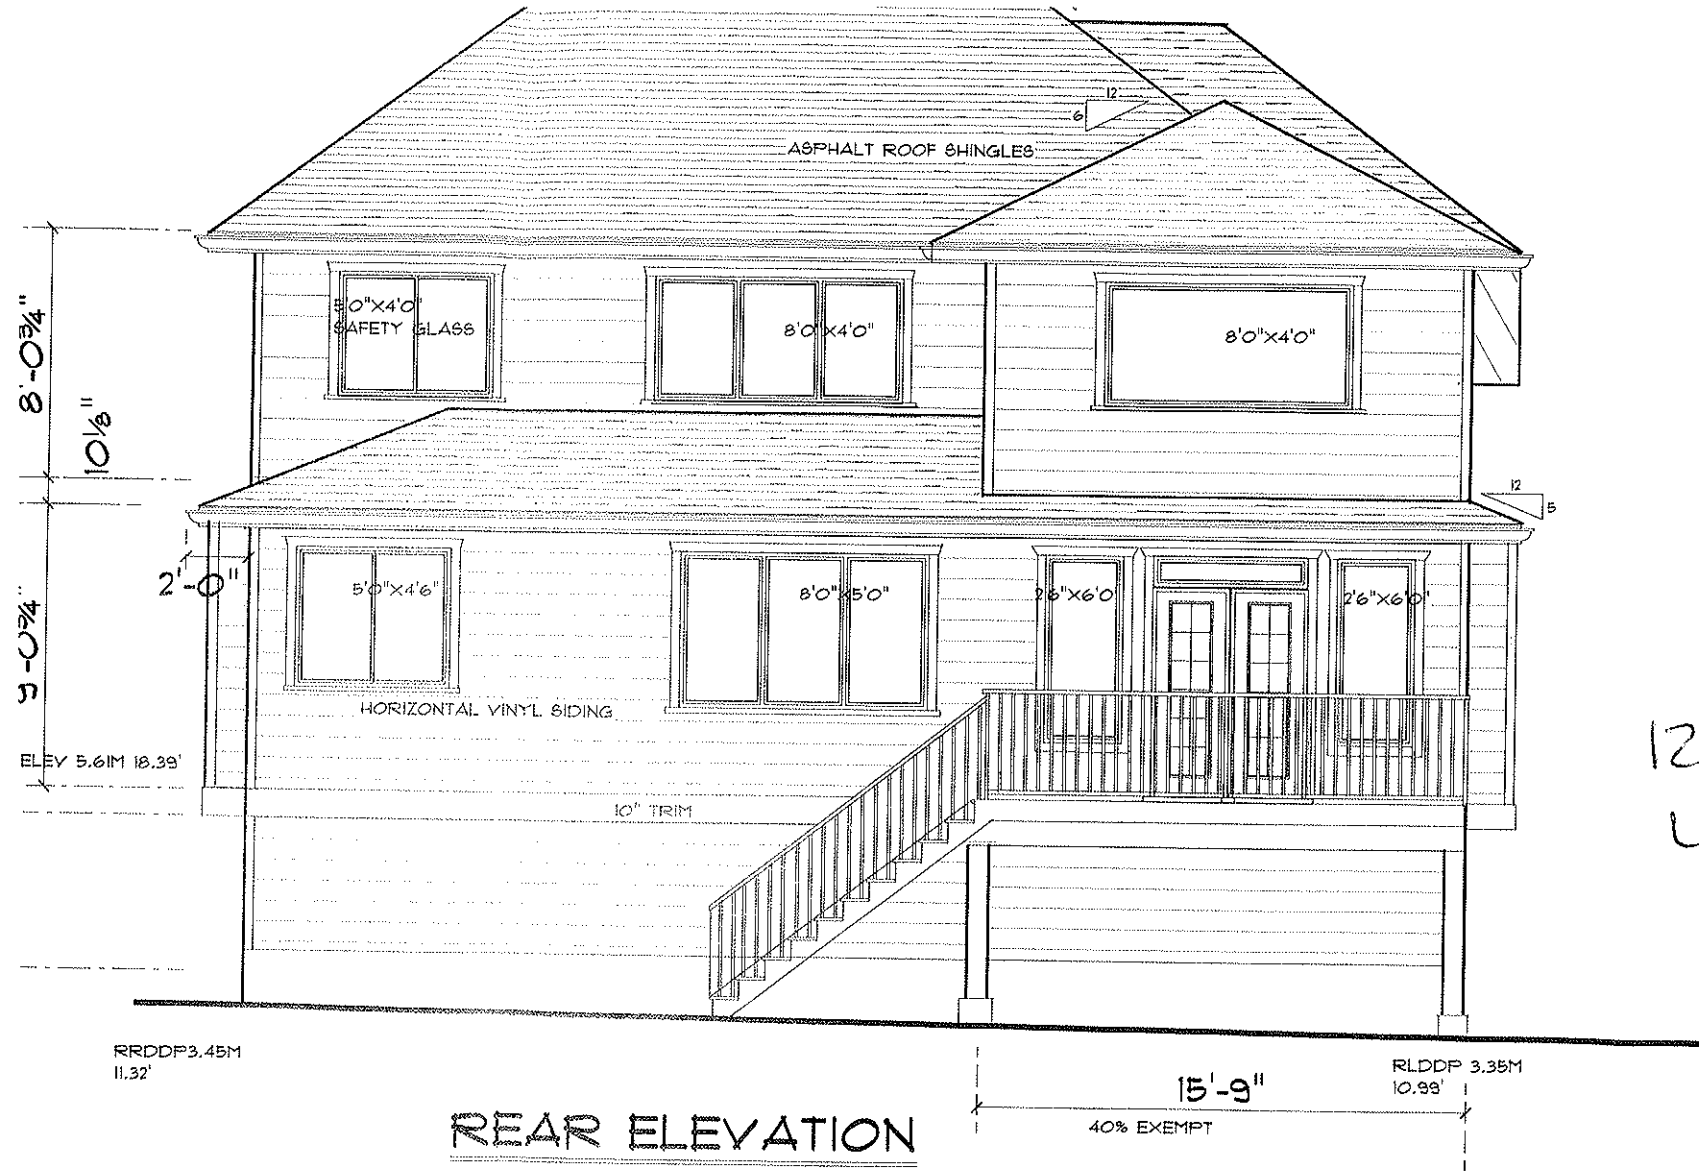 12
6
ASPHALT ROOF SHINGLES
8'-0¾"
5'0"X4'0"
SAFETY GLASS
8'0"X4'0"
8'0"X4'0"
10⅛"
12
5
2'-0"
5'0"X4'6"
8'0"X5'0"
2'6"X6'0"
2'6"X6'0"
9'-0¾"
HORIZONTAL VINYL SIDING
12
ELEV 5.61M 18.39'
10" TRIM
RRDDP3.45M
11.32'
RLDDP 3.35M
10.99'
15'-9"
40% EXEMPT
REAR ELEVATION